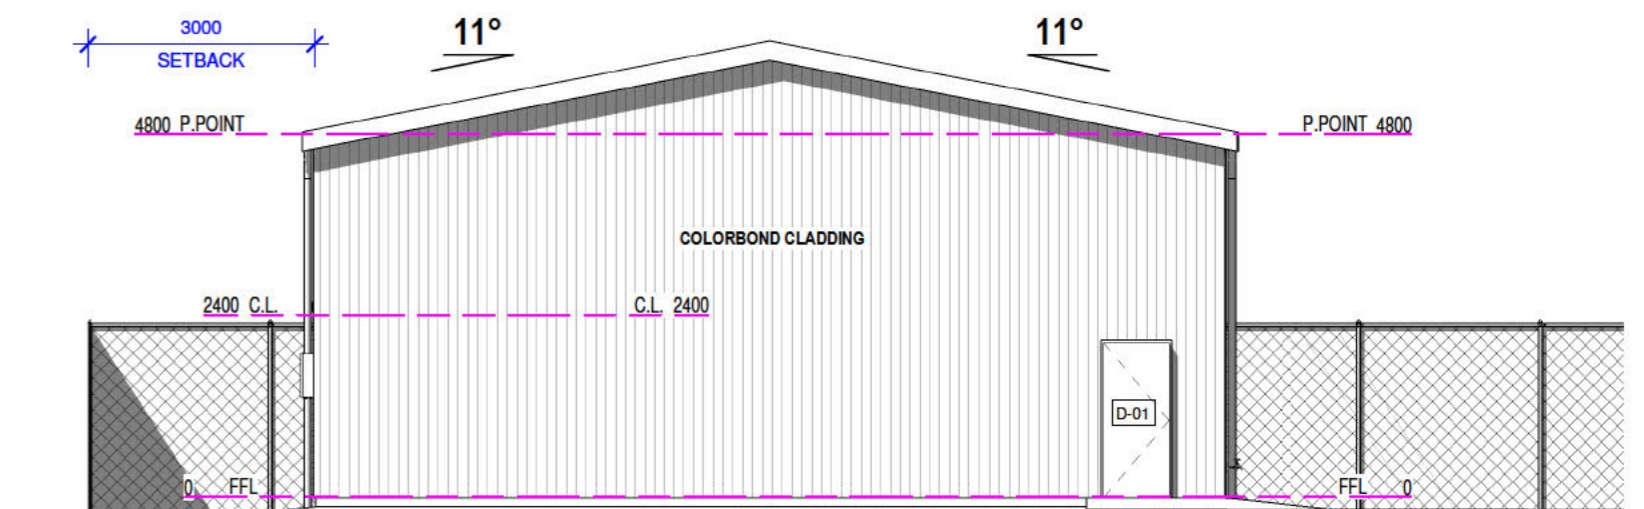 3000
SETBACK
11°
11°
4800 P.POINT
P.POINT 4800
COLORBOND CLADDING
2400 C.L.
C.L. 2400
D-01
0 FFL
FFL 0